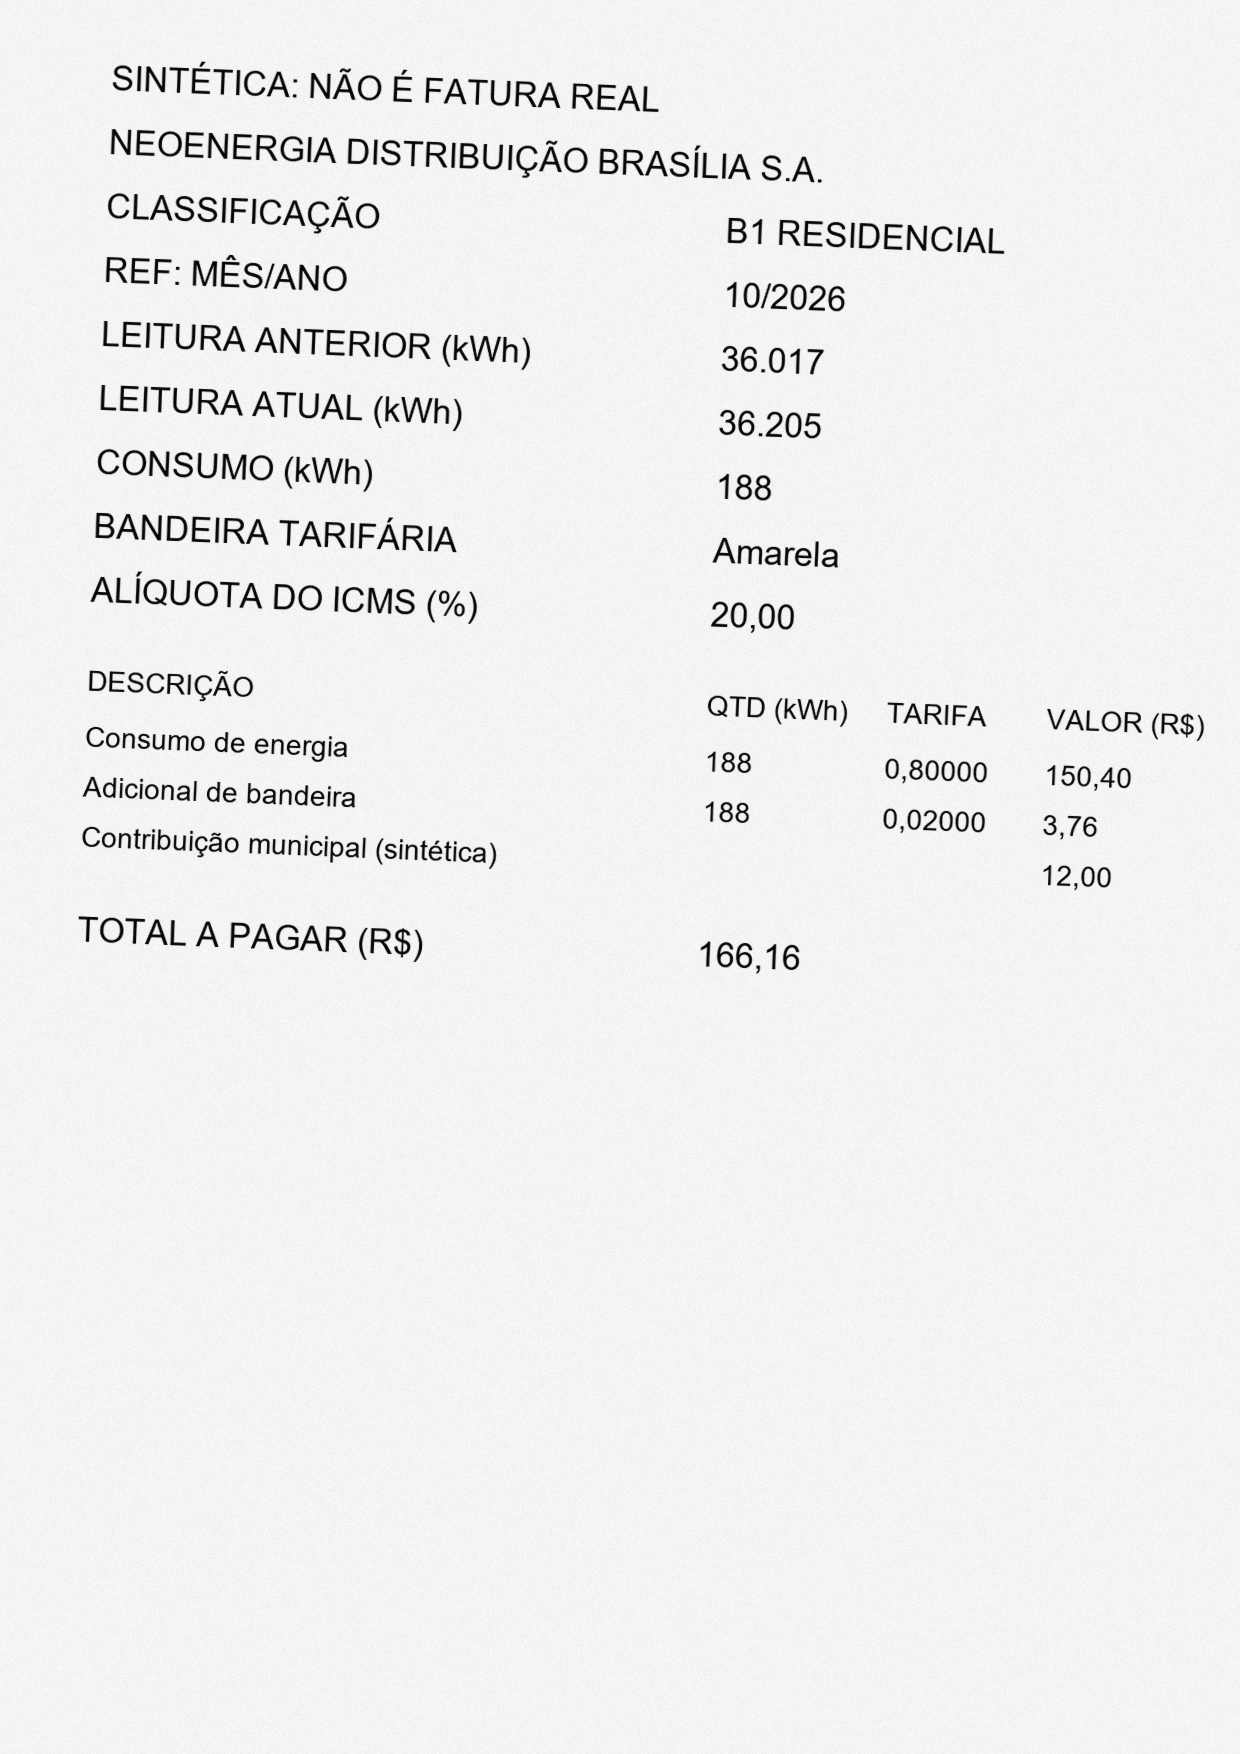 SINTÉTICA: NÃO É FATURA REAL
NEOENERGIA DISTRIBUIÇÃO BRASÍLIA S.A.
CLASSIFICAÇÃO B1 RESIDENCIAL
REF: MÊS/ANO 10/2026
LEITURA ANTERIOR (kWh) 36.017
LEITURA ATUAL (kWh) 36.205
CONSUMO (kWh) 188
BANDEIRA TARIFÁRIA Amarela
ALÍQUOTA DO ICMS (%) 20,00
DESCRIÇÃO QTD (kWh) TARIFA VALOR (R$)
Consumo de energia 188 0,80000 150,40
Adicional de bandeira 188 0,02000 3,76
Contribuição municipal (sintética) 12,00
TOTAL A PAGAR (R$) 166,16